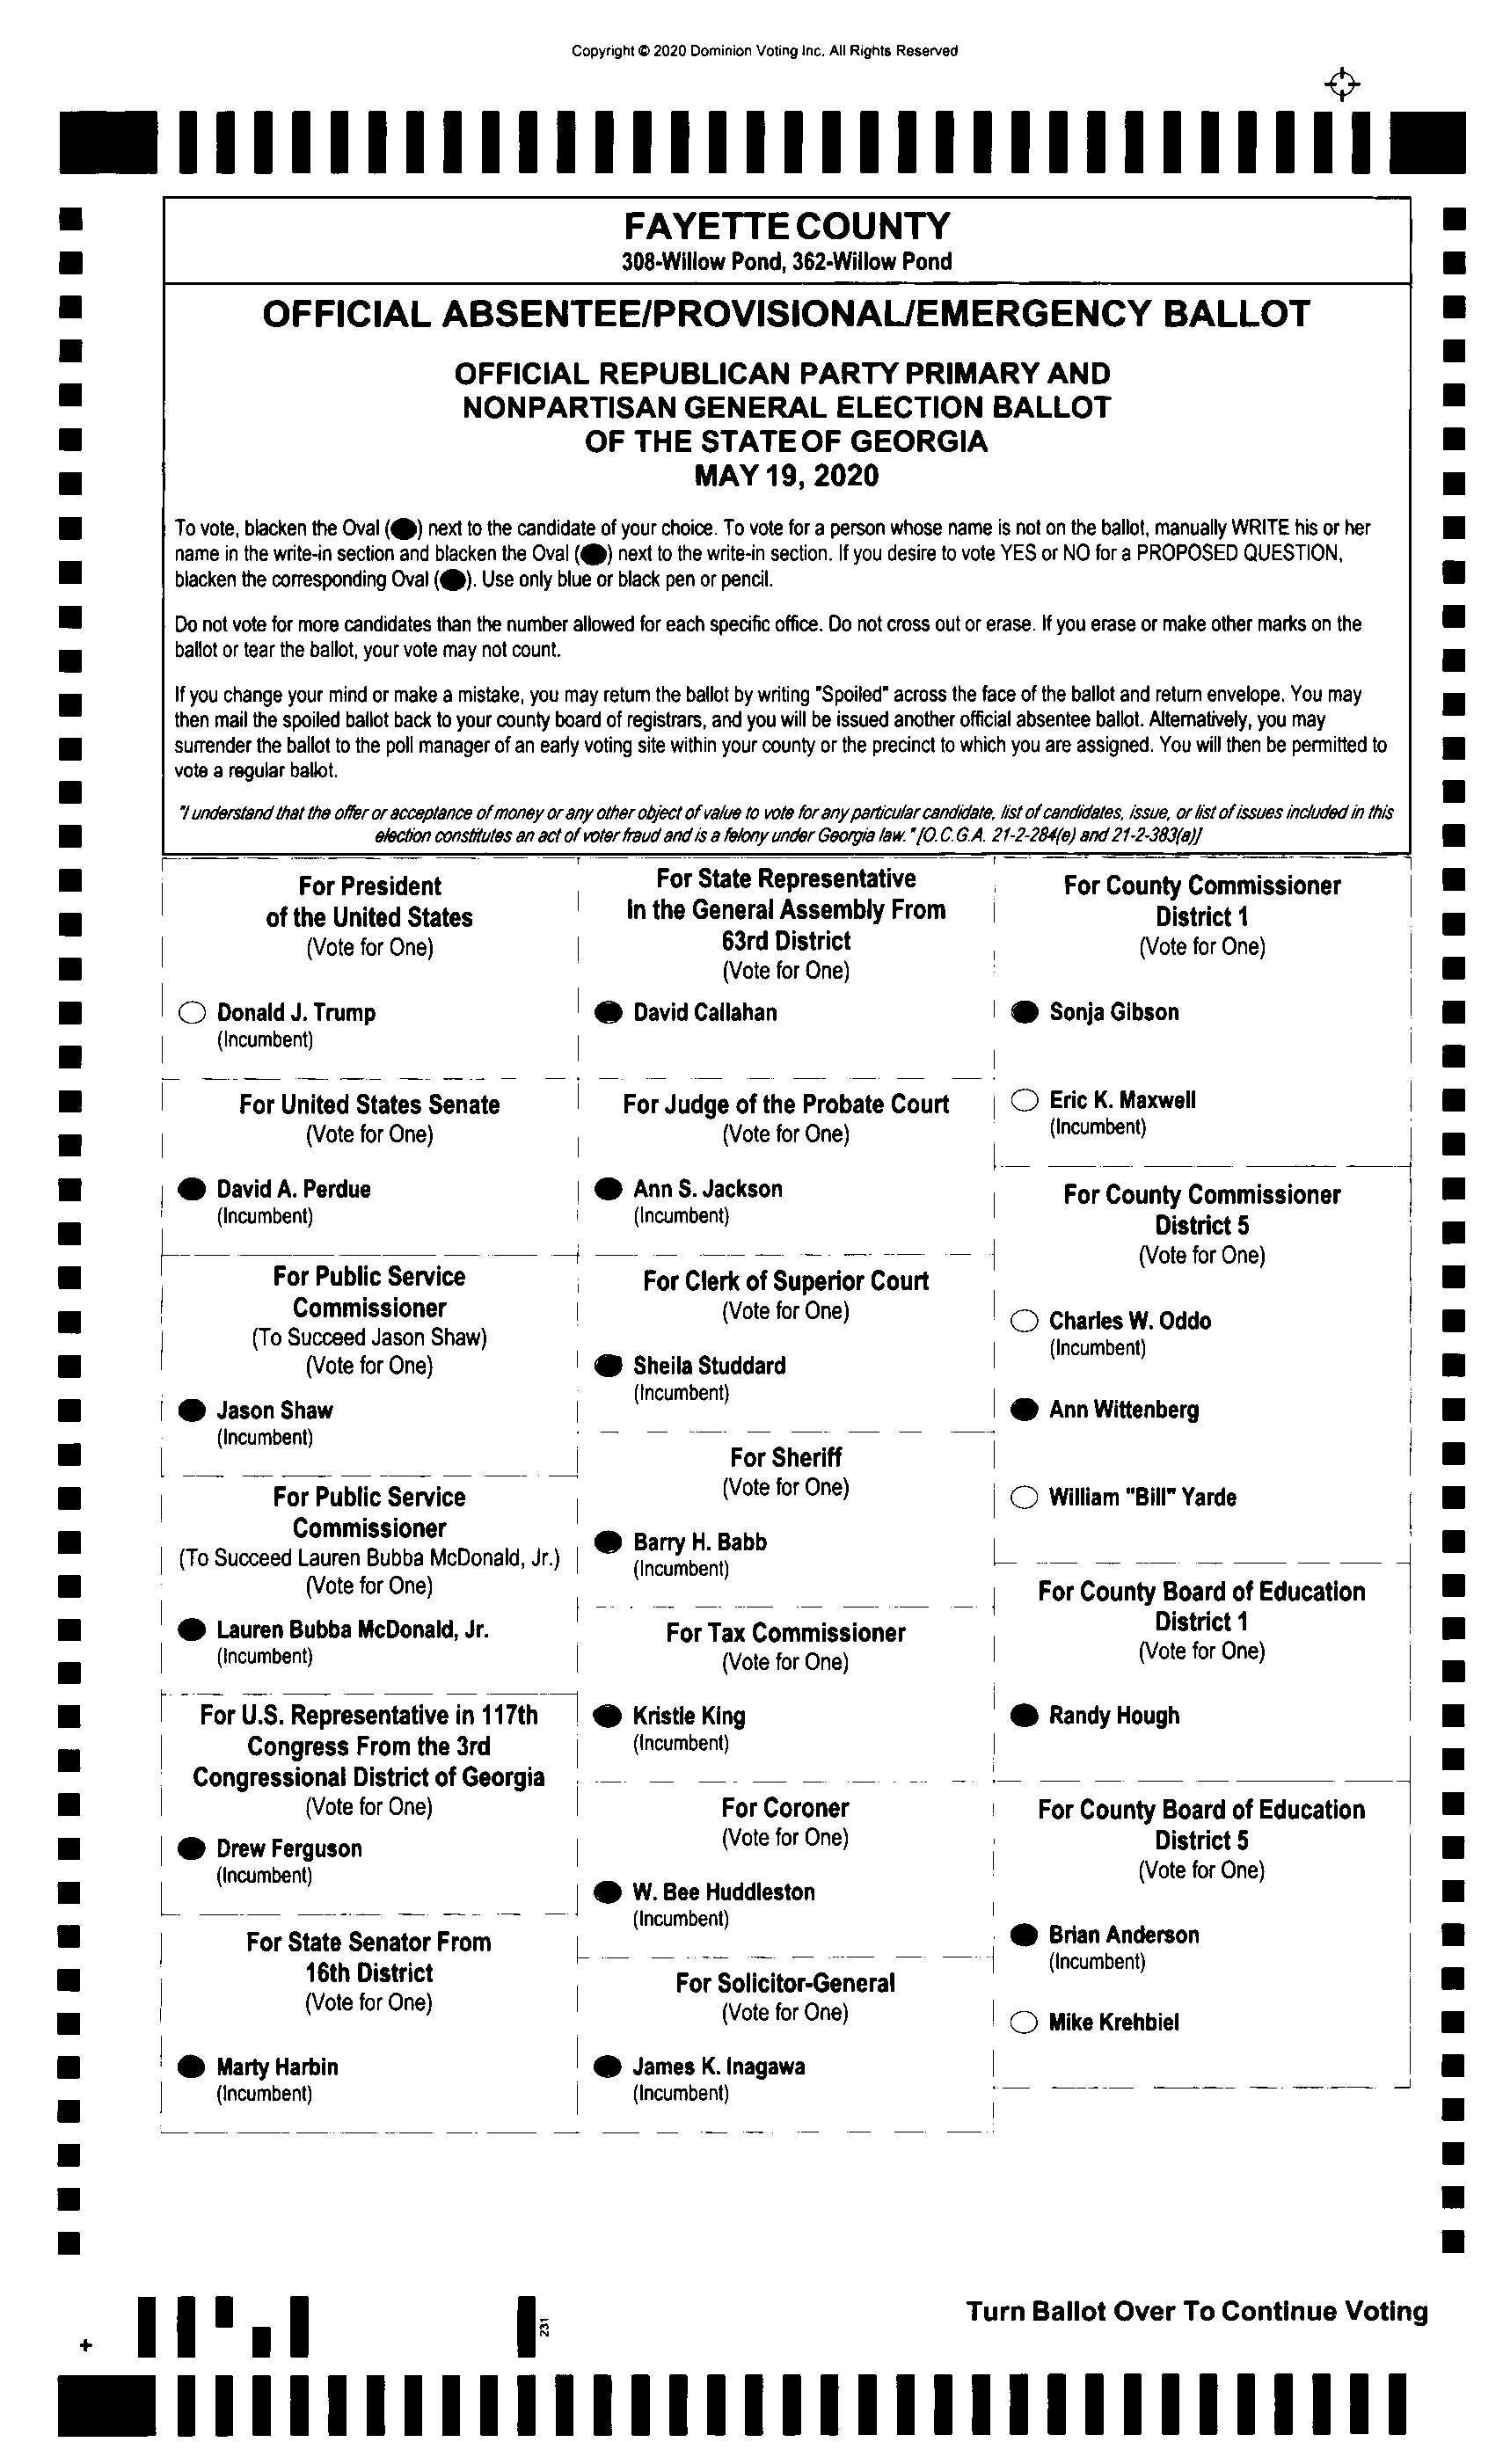 Copyright © 2020 Dominion Voting Inc. All Rights Reserved
FAYETTE COUNTY
308-Willow Pond, 362-Willow Pond
OFFICIAL ABSENTEE/PROVISIONAL/EMERGENCY BALLOT
OFFICIAL REPUBLICAN PARTY PRIMARY AND
NONPARTISAN GENERAL ELECTION BALLOT
OF THE STATE OF GEORGIA
MAY 19, 2020
To vote, blacken the Oval ( ) next to the candidate of your choice. To vote for a person whose name is not on the ballot, manually WRITE his or her
name in the write-in section and blacken the Oval ( ) next to the write-in section. If you desire to vote YES or NO for a PROPOSED QUESTION,
blacken the corresponding Oval ( ). Use only blue or black pen or pencil.
Do not vote for more candidates than the number allowed for each specific office. Do not cross out or erase. If you erase or make other marks on the
ballot or tear the ballot, your vote may not count.
If you change your mind or make a mistake, you may return the ballot by writing "Spoiled" across the face of the ballot and return envelope. You may
then mail the spoiled ballot back to your county board of registrars, and you will be issued another official absentee ballot. Alternatively, you may
surrender the ballot to the poll manager of an early voting site within your county or the precinct to which you are assigned. You will then be permitted to
vote a regular ballot.
"I understand that the offer or acceptance of money or any other object of value to vote for any particular candidate, list of candidates, issue, or list of issues included in this
election constitutes an act of voter fraud and is a felony under Georgia law. "[O.C.G.A. 21-2-284(e) and 21-2-383(a)]
For President
of the United States
(Vote for One)
Donald J. Trump
(Incumbent)
For United States Senate
(Vote for One)
David A. Perdue
(Incumbent)
For Public Service
Commissioner
(To Succeed Jason Shaw)
(Vote for One)
Jason Shaw
(Incumbent)
For Public Service
Commissioner
(To Succeed Lauren Bubba McDonald, Jr.)
(Vote for One)
Lauren Bubba McDonald, Jr.
(Incumbent)
For U.S. Representative in 117th
Congress From the 3rd
Congressional District of Georgia
(Vote for One)
Drew Ferguson
(Incumbent)
For State Senator From
16th District
(Vote for One)
Marty Harbin
(Incumbent)
For State Representative
In the General Assembly From
63rd District
(Vote for One)
David Callahan
For Judge of the Probate Court
(Vote for One)
Ann S. Jackson
(Incumbent)
For Clerk of Superior Court
(Vote for One)
Sheila Studdard
(Incumbent)
For Sheriff
(Vote for One)
Barry H. Babb
(Incumbent)
For Tax Commissioner
(Vote for One)
Kristie King
(Incumbent)
For Coroner
(Vote for One)
W. Bee Huddleston
(Incumbent)
For Solicitor-General
(Vote for One)
James K. Inagawa
(Incumbent)
For County Commissioner
District 1
(Vote for One)
Sonja Gibson
Eric K. Maxwell
(Incumbent)
For County Commissioner
District 5
(Vote for One)
Charles W. Oddo
(Incumbent)
Ann Wittenberg
William "Bill" Yarde
For County Board of Education
District 1
(Vote for One)
Randy Hough
For County Board of Education
District 5
(Vote for One)
Brian Anderson
(Incumbent)
Mike Krehbiel
Turn Ballot Over To Continue Voting
+
231